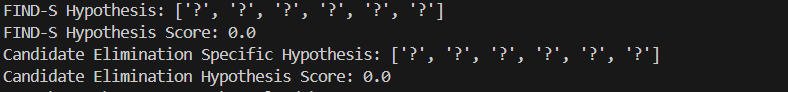 FIND-S Hypothesis: ['?', '?', '?', '?', '?', '?']
FIND-S Hypothesis Score: 0.0
Candidate Elimination Specific Hypothesis: ['?', '?', '?', '?', '?', '?']
Candidate Elimination Hypothesis Score: 0.0